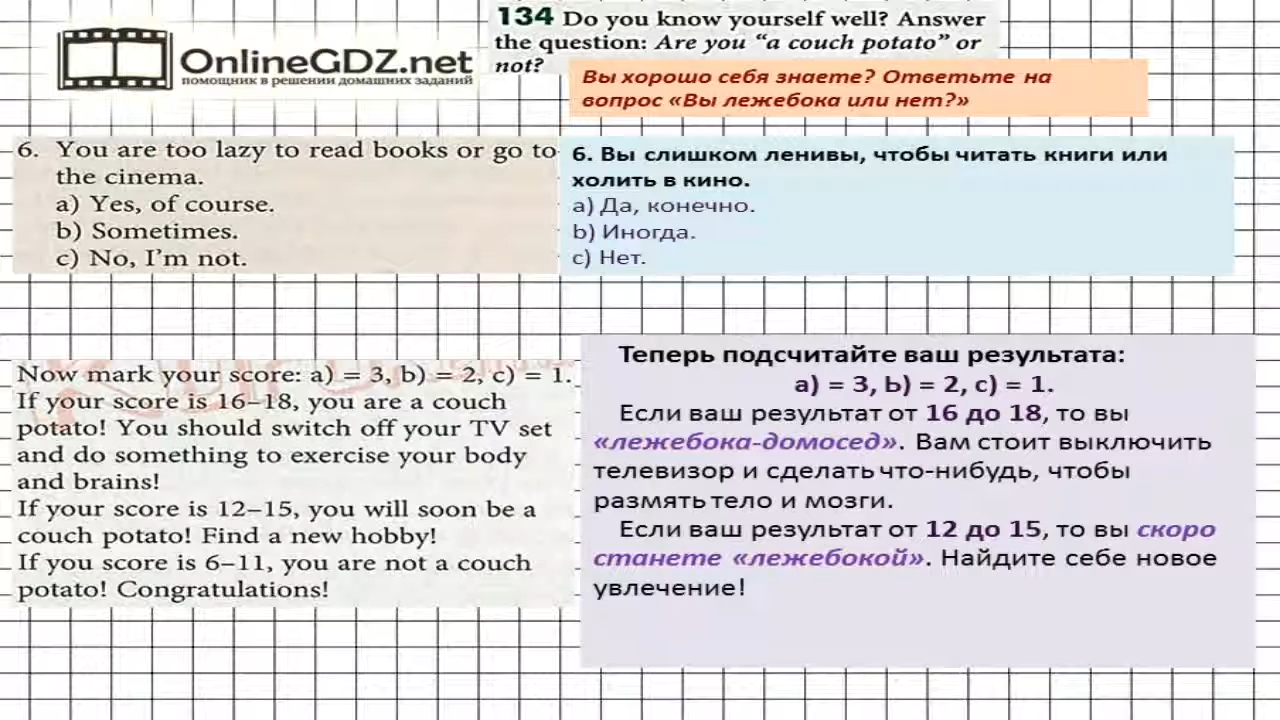 134 Do you know yourself well? Answer
the question: Are you “a couch potato” or
not?
OnlineGDZ.net
помощник в решении домашних заданий
Вы хорошо себя знаете? Ответьте на
вопрос «Вы лежебока или нет?»
6. You are too lazy to read books or go to
the cinema.
a) Yes, of course.
b) Sometimes.
c) No, I’m not.
6. Вы слишком ленивы, чтобы читать книги или
холить в кино.
a) Да, конечно.
b) Иногда.
c) Нет.
Now mark your score: a) = 3, b) = 2, c) = 1.
If your score is 16–18, you are a couch
potato! You should switch off your TV set
and do something to exercise your body
and brains!
If your score is 12–15, you will soon be a
couch potato! Find a new hobby!
If you score is 6–11, you are not a couch
potato! Congratulations!
Теперь подсчитайте ваш результата:
a) = 3, b) = 2, c) = 1.
Если ваш результат от 16 до 18, то вы
«лежебока-домосед». Вам стоит выключить
телевизор и сделать что-нибудь, чтобы
размять тело и мозги.
Если ваш результат от 12 до 15, то вы скоро
станете «лежебокой». Найдите себе новое
увлечение!